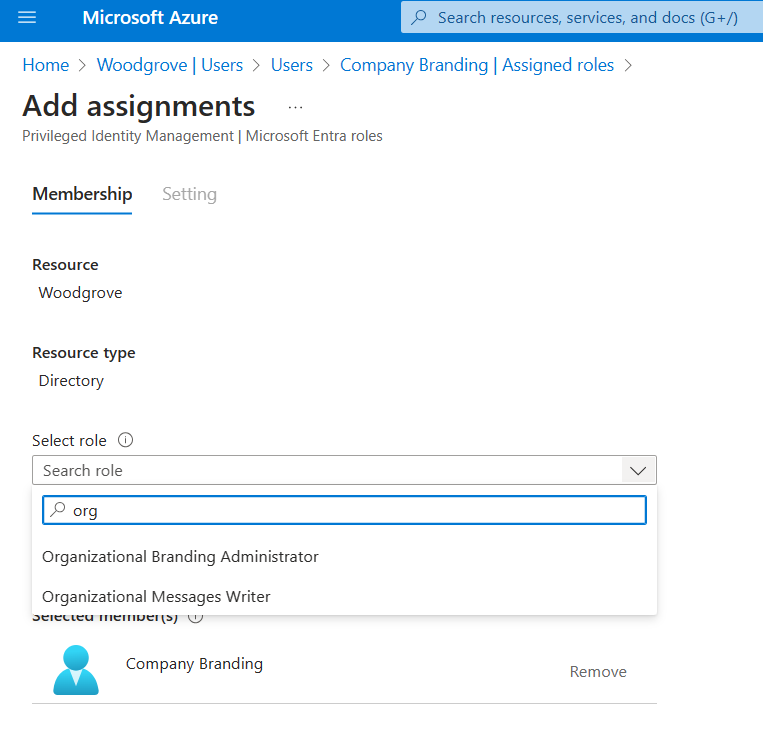 Microsoft Azure
Search resources, services, and docs (G+/)
Home > Woodgrove | Users > Users > Company Branding | Assigned roles >
Add assignments ...
Privileged Identity Management | Microsoft Entra roles
Membership Setting
Resource
Woodgrove
Resource type
Directory
Select role
Search role
org
Organizational Branding Administrator
Organizational Messages Writer
Selected member(s)
Company Branding
Remove